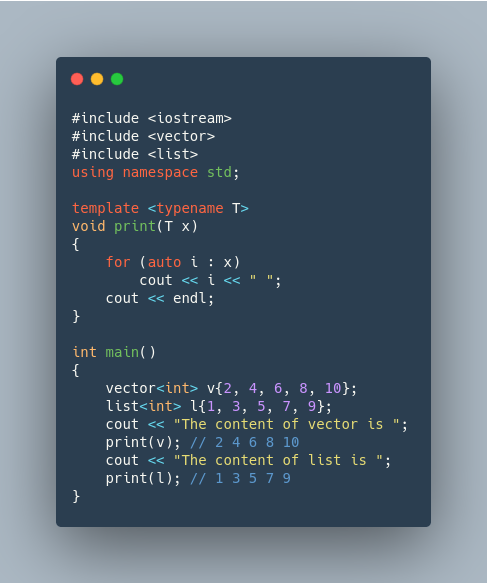 #include <iostream>
#include <vector>
#include <list>
using namespace std;

template <typename T>
void print(T x)
{
    for (auto i : x)
        cout << i << " ";
    cout << endl;
}

int main()
{
    vector<int> v{2, 4, 6, 8, 10};
    list<int> l{1, 3, 5, 7, 9};
    cout << "The content of vector is ";
    print(v); // 2 4 6 8 10
    cout << "The content of list is ";
    print(l); // 1 3 5 7 9
}